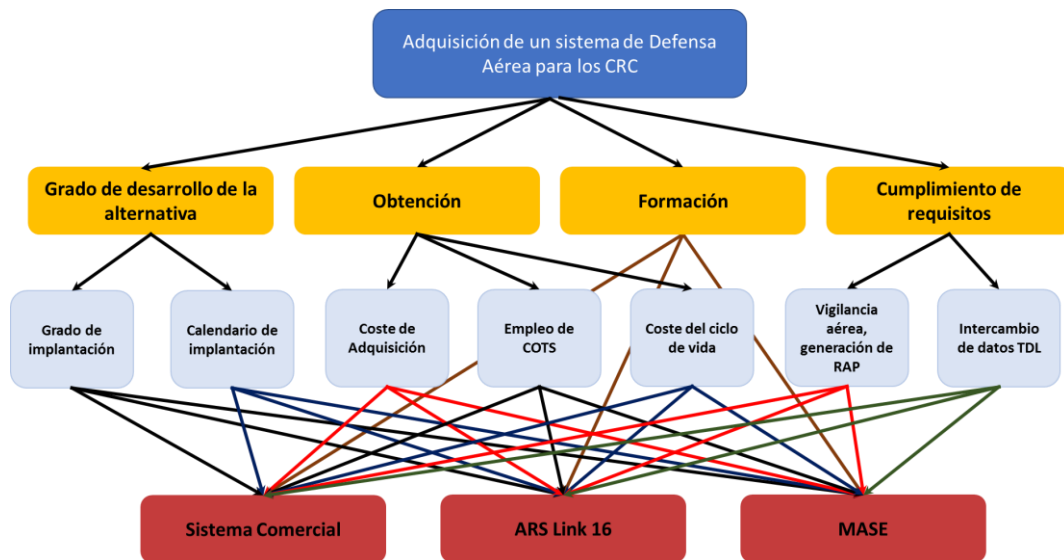 Adquisición de un sistema de Defensa
Aérea para los CRC
Grado de desarrollo de la
alternativa
Obtención
Formación
Cumplimiento de
requisitos
Grado de
implantación
Calendario de
implantación
Coste de
Adquisición
Empleo de
COTS
Coste del ciclo
de vida
Vigilancia
aérea,
generación de
RAP
Intercambio
de datos TDL
Sistema Comercial
ARS Link 16
MASE